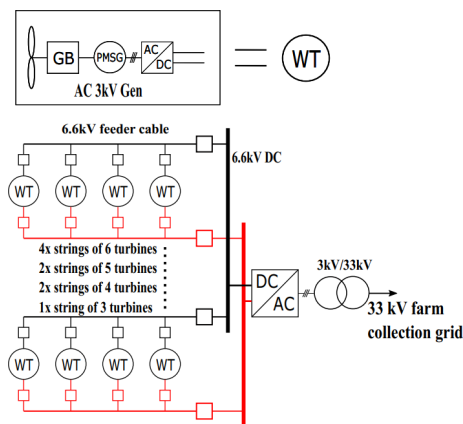 GB
PMSG
AC
DC
AC 3kV Gen
WT
6.6kV feeder cable
6.6kV DC
WT WT WT WT
4x strings of 6 turbines
2x strings of 5 turbines
2x strings of 4 turbines
1x string of 3 turbines
DC
AC
3kV/33kV
33 kV farm
collection grid
WT WT WT WT